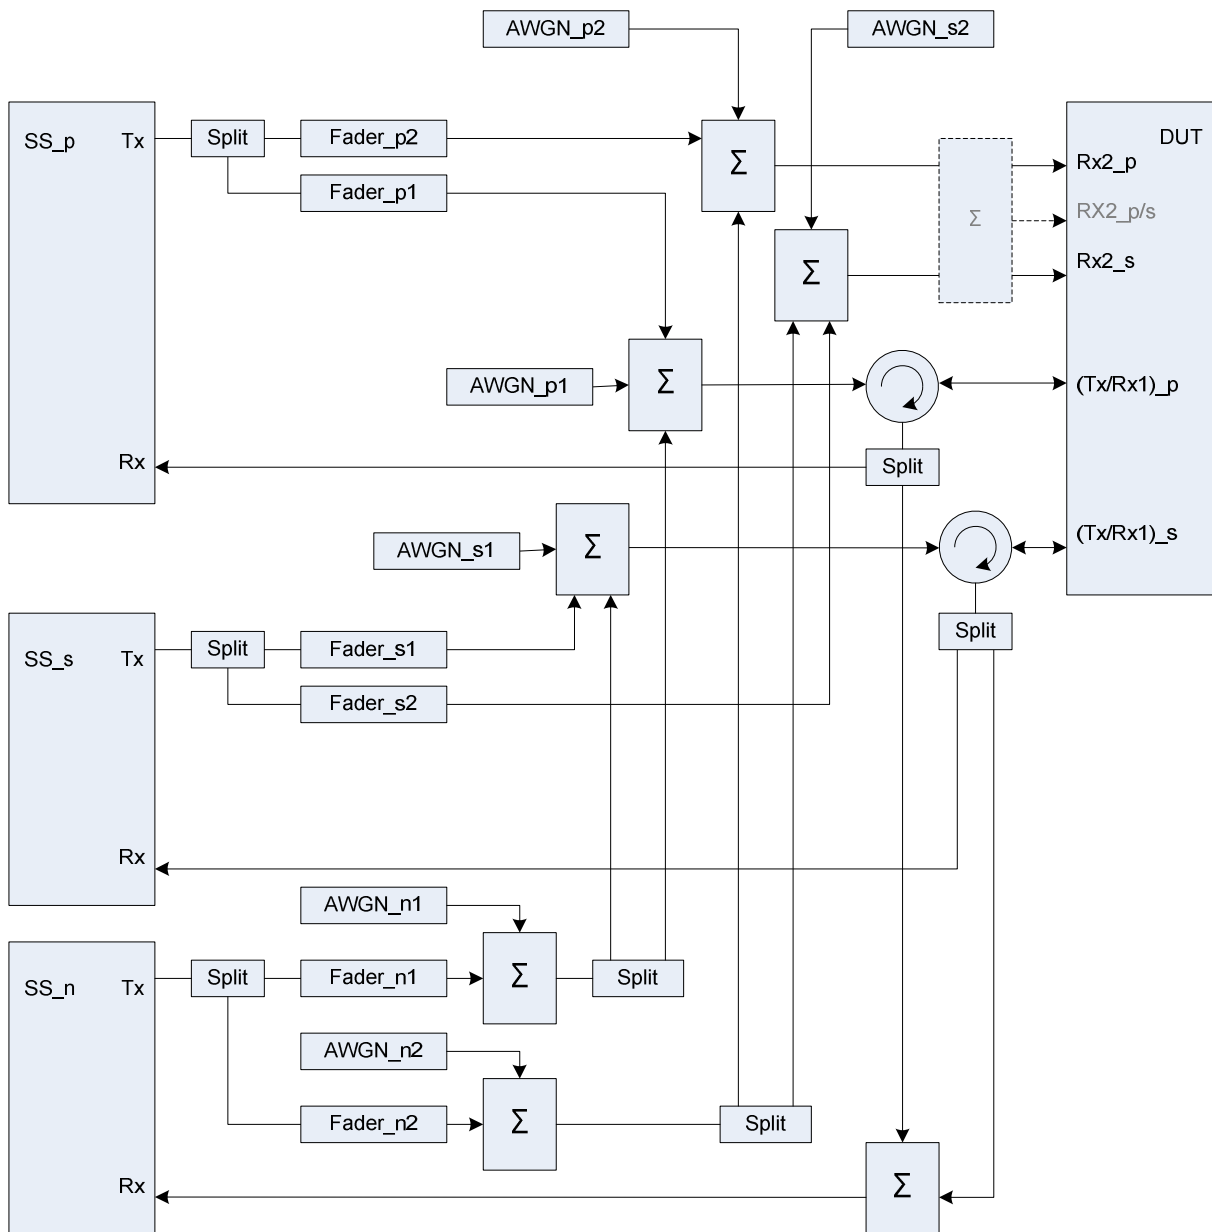 AWGN_p2
AWGN_s2
SS_p
Tx
Split
Fader_p2
Σ
DUT
Rx2_p
Fader_p1
Σ
RX2_p/s
Σ
Rx2_s
AWGN_p1
Σ
(Tx/Rx1)_p
Rx
Split
AWGN_s1
Σ
(Tx/Rx1)_s
SS_s
Tx
Split
Fader_s1
Split
Fader_s2
Rx
AWGN_n1
SS_n
Tx
Split
Fader_n1
Σ
Split
AWGN_n2
Fader_n2
Σ
Split
Rx
Σ